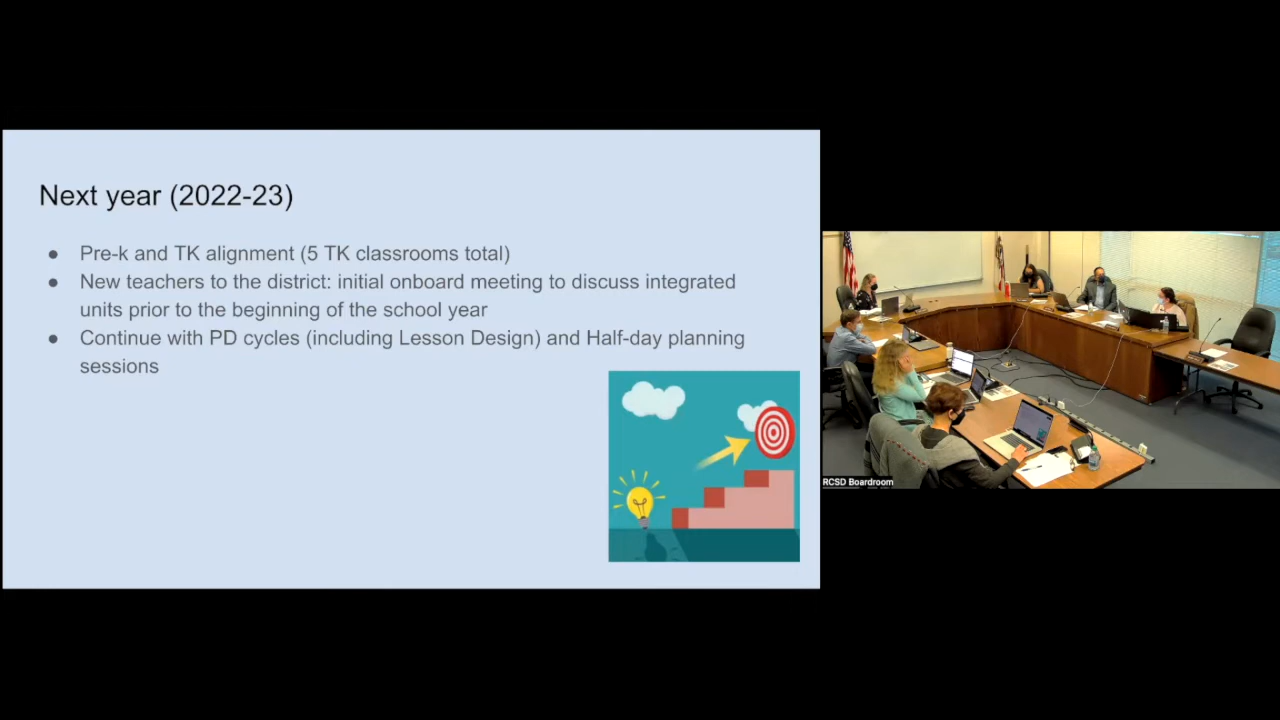 Next year (2022-23)
● Pre-k and TK alignment (5 TK classrooms total)
● New teachers to the district: initial onboard meeting to discuss integrated
units prior to the beginning of the school year
● Continue with PD cycles (including Lesson Design) and Half-day planning
sessions
RCSD Boardroom